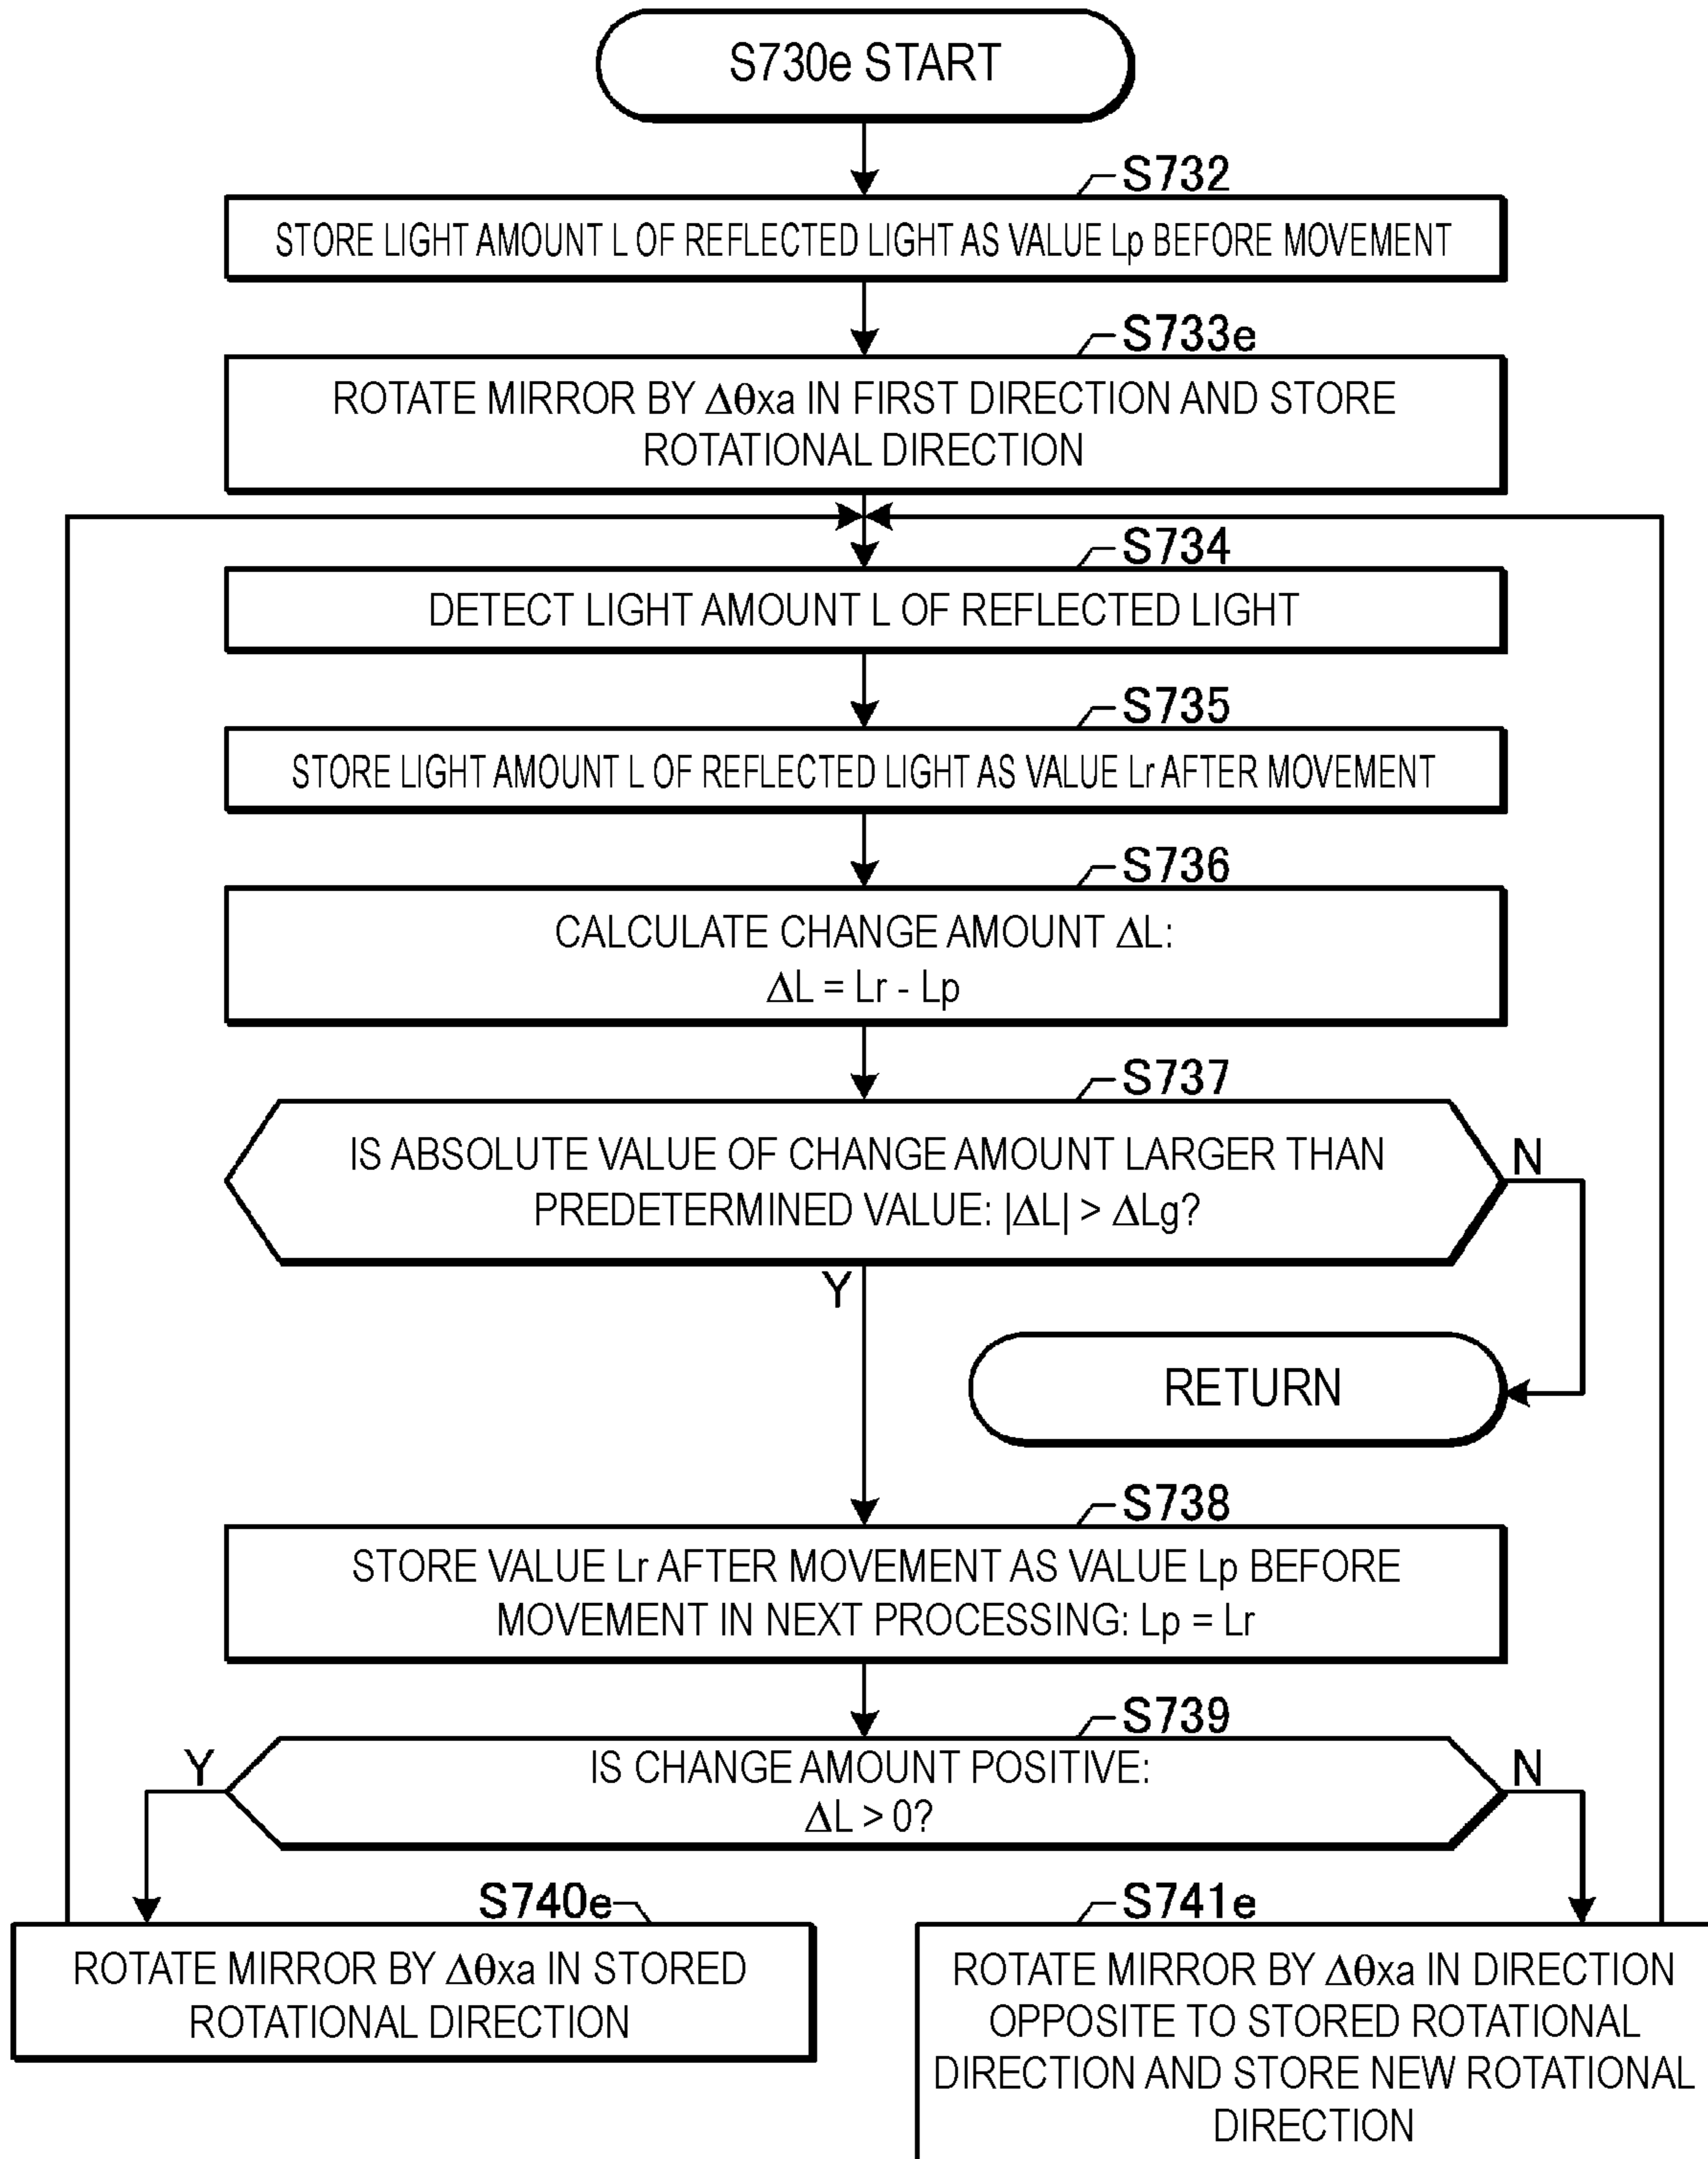 S730e START
S732
STORE LIGHT AMOUNT L OF REFLECTED LIGHT AS VALUE Lp BEFORE MOVEMENT
S733e
ROTATE MIRROR BY Δθxa IN FIRST DIRECTION AND STORE
ROTATIONAL DIRECTION
S734
DETECT LIGHT AMOUNT L OF REFLECTED LIGHT
S735
STORE LIGHT AMOUNT L OF REFLECTED LIGHT AS VALUE Lr AFTER MOVEMENT
S736
CALCULATE CHANGE AMOUNT ΔL:
ΔL = Lr - Lp
S737
IS ABSOLUTE VALUE OF CHANGE AMOUNT LARGER THAN
PREDETERMINED VALUE: |ΔL| > ΔLg?
N
Y
RETURN
S738
STORE VALUE Lr AFTER MOVEMENT AS VALUE Lp BEFORE
MOVEMENT IN NEXT PROCESSING: Lp = Lr
S739
IS CHANGE AMOUNT POSITIVE:
ΔL > 0?
Y
N
S740e
ROTATE MIRROR BY Δθxa IN STORED
ROTATIONAL DIRECTION
S741e
ROTATE MIRROR BY Δθxa IN DIRECTION
OPPOSITE TO STORED ROTATIONAL
DIRECTION AND STORE NEW ROTATIONAL
DIRECTION